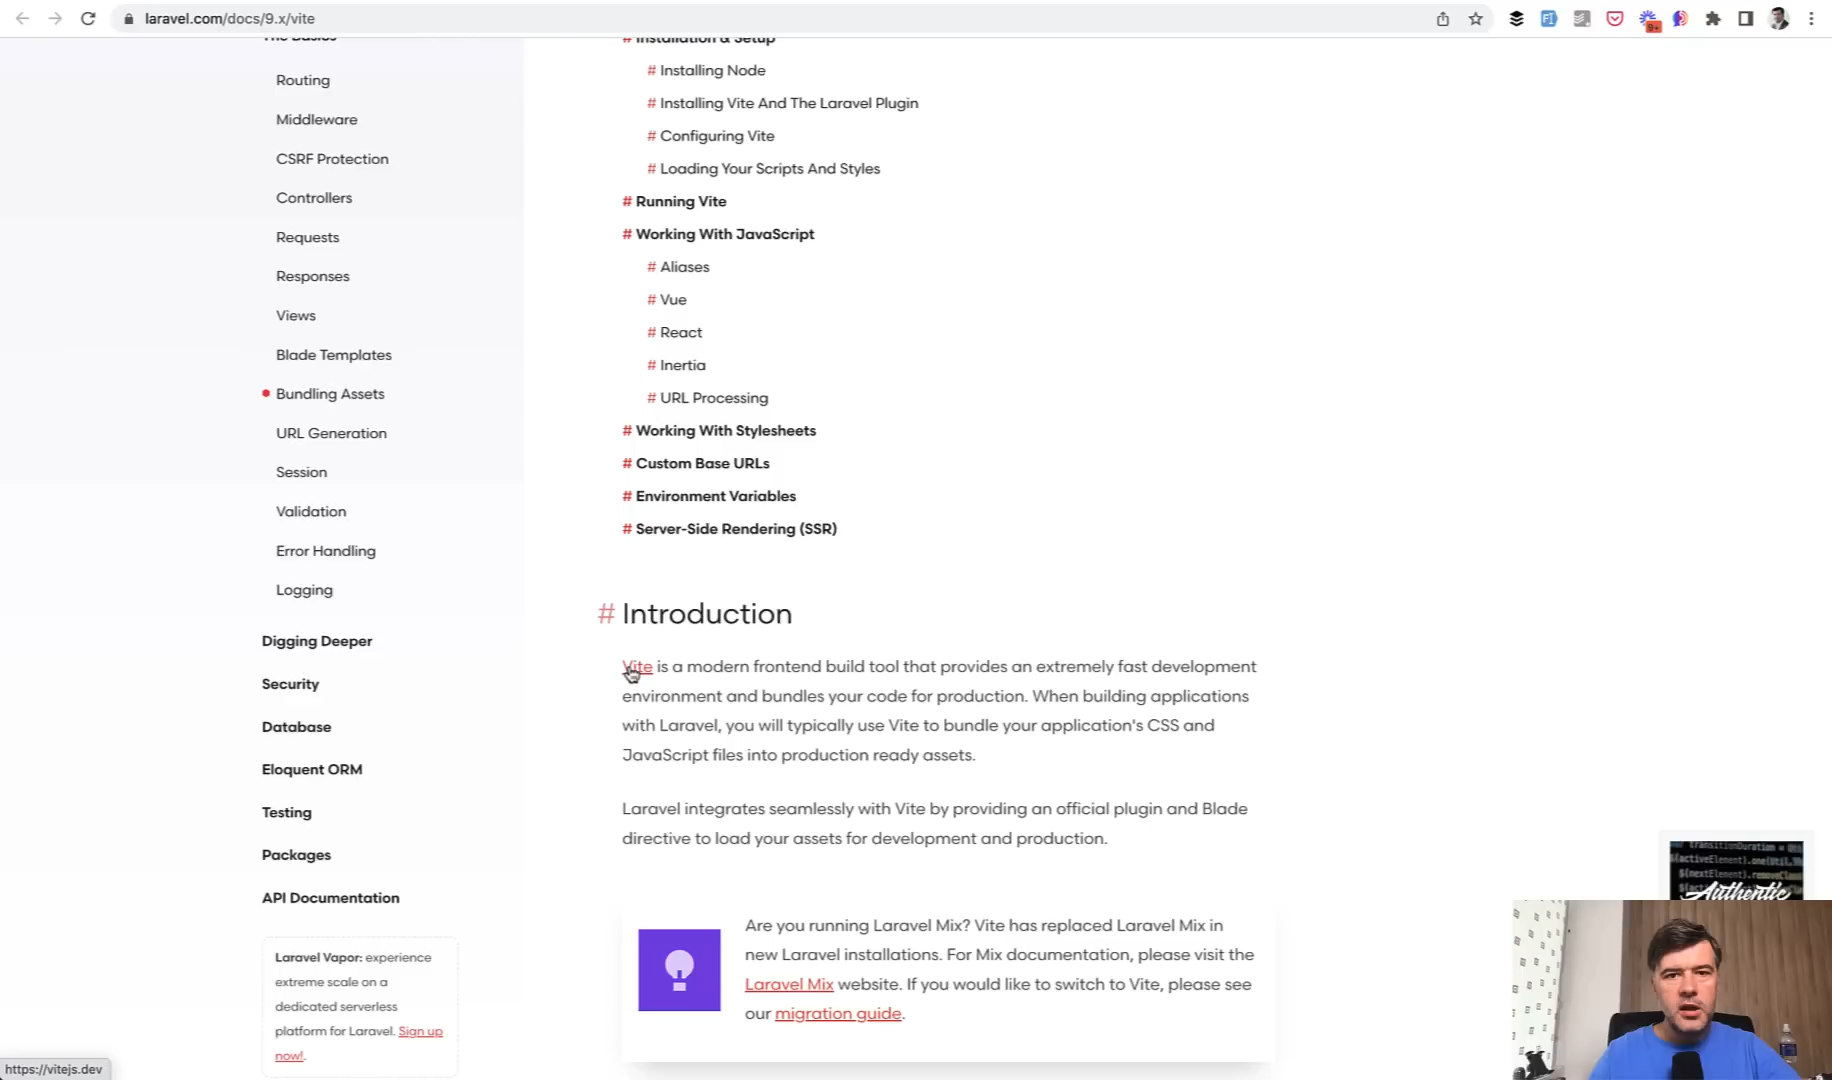 laravel.com/docs/9.x/vite
9+
The Basics
Routing
Middleware
CSRF Protection
Controllers
Requests
Responses
Views
Blade Templates
Bundling Assets
URL Generation
Session
Validation
Error Handling
Logging
Digging Deeper
Security
Database
Eloquent ORM
Testing
Packages
API Documentation
Laravel Vapor: experience
extreme scale on a
dedicated serverless
platform for Laravel. Sign up
now!.
# Installation & Setup
# Installing Node
# Installing Vite And The Laravel Plugin
# Configuring Vite
# Loading Your Scripts And Styles
# Running Vite
# Working With JavaScript
# Aliases
# Vue
# React
# Inertia
# URL Processing
# Working With Stylesheets
# Custom Base URLs
# Environment Variables
# Server-Side Rendering (SSR)
# Introduction
Vite is a modern frontend build tool that provides an extremely fast development
environment and bundles your code for production. When building applications
with Laravel, you will typically use Vite to bundle your application's CSS and
JavaScript files into production ready assets.
Laravel integrates seamlessly with Vite by providing an official plugin and Blade
directive to load your assets for development and production.
Are you running Laravel Mix? Vite has replaced Laravel Mix in
new Laravel installations. For Mix documentation, please visit the
Laravel Mix website. If you would like to switch to Vite, please see
our migration guide.
Authentic
https://vitejs.dev